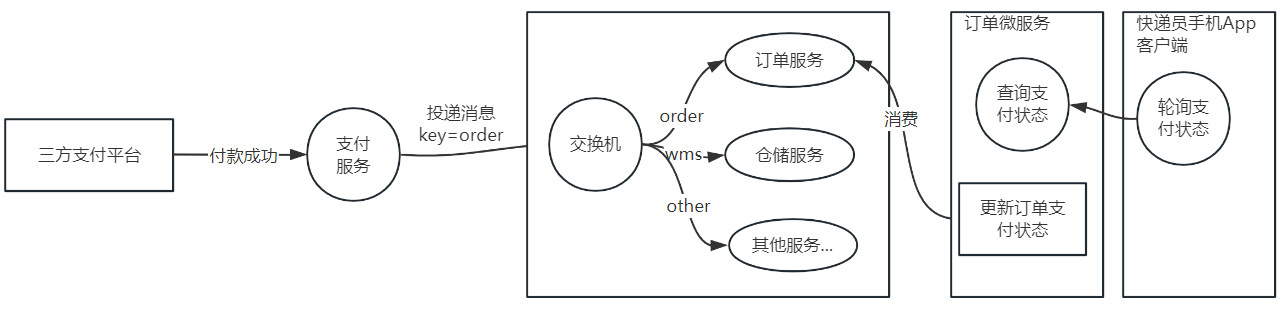 三方支付平台
付款成功
支付
服务
投递消息
key=order
交换机
order
wms
other
订单服务
仓储服务
其他服务...
消费
订单微服务
查询支
付状态
更新订单支
付状态
快递员手机App
客户端
轮询支
付状态